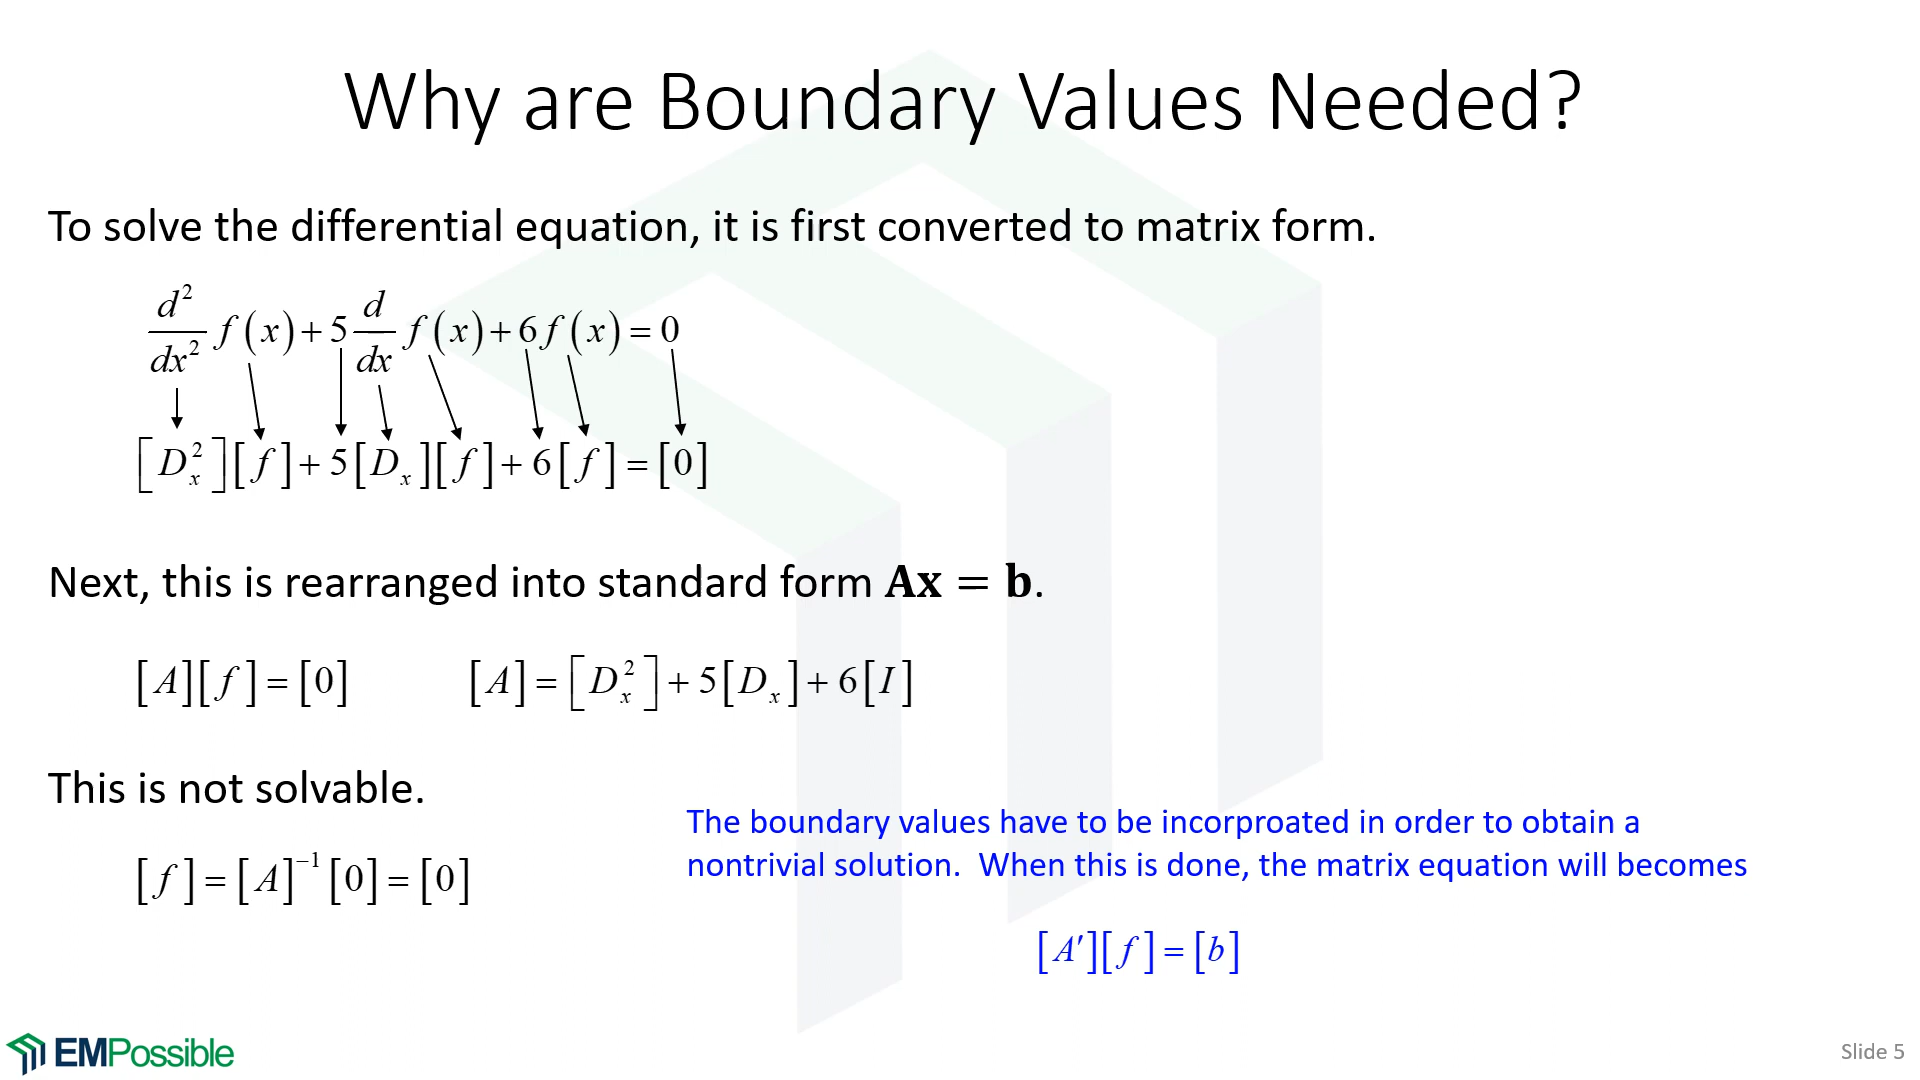 Why are Boundary Values Needed?
To solve the differential equation, it is first converted to matrix form.
d²/dx² f(x) + 5 d/dx f(x) + 6 f(x) = 0
[Dₓ²][f] + 5[Dₓ][f] + 6[f] = [0]
Next, this is rearranged into standard form Ax = b.
[A][f] = [0] [A] = [Dₓ²] + 5[Dₓ] + 6[I]
This is not solvable.
[f] = [A]⁻¹[0] = [0]
The boundary values have to be incorproated in order to obtain a
nontrivial solution. When this is done, the matrix equation will becomes
[A′][f] = [b]
EMPossible
Slide 5